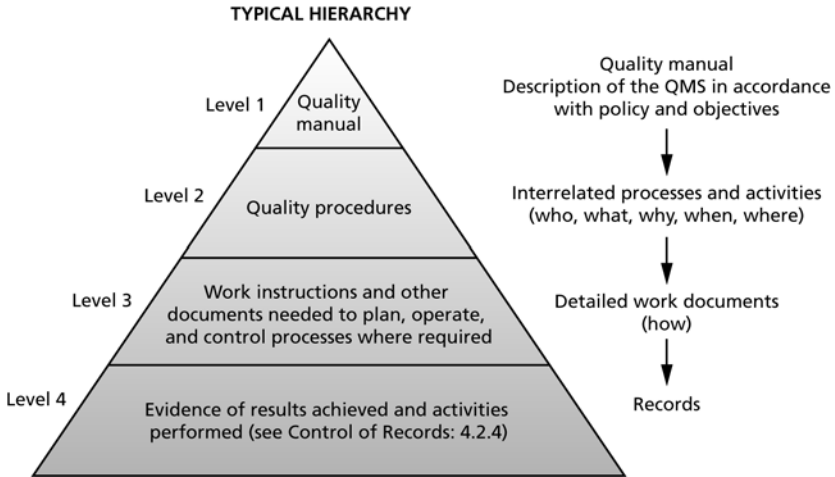 TYPICAL HIERARCHY
Level 1
Quality
manual
Level 2
Quality procedures
Level 3
Work instructions and other
documents needed to plan, operate,
and control processes where required
Level 4
Evidence of results achieved and activities
performed (see Control of Records: 4.2.4)
Quality manual
Description of the QMS in accordance
with policy and objectives
Interrelated processes and activities
(who, what, why, when, where)
Detailed work documents
(how)
Records